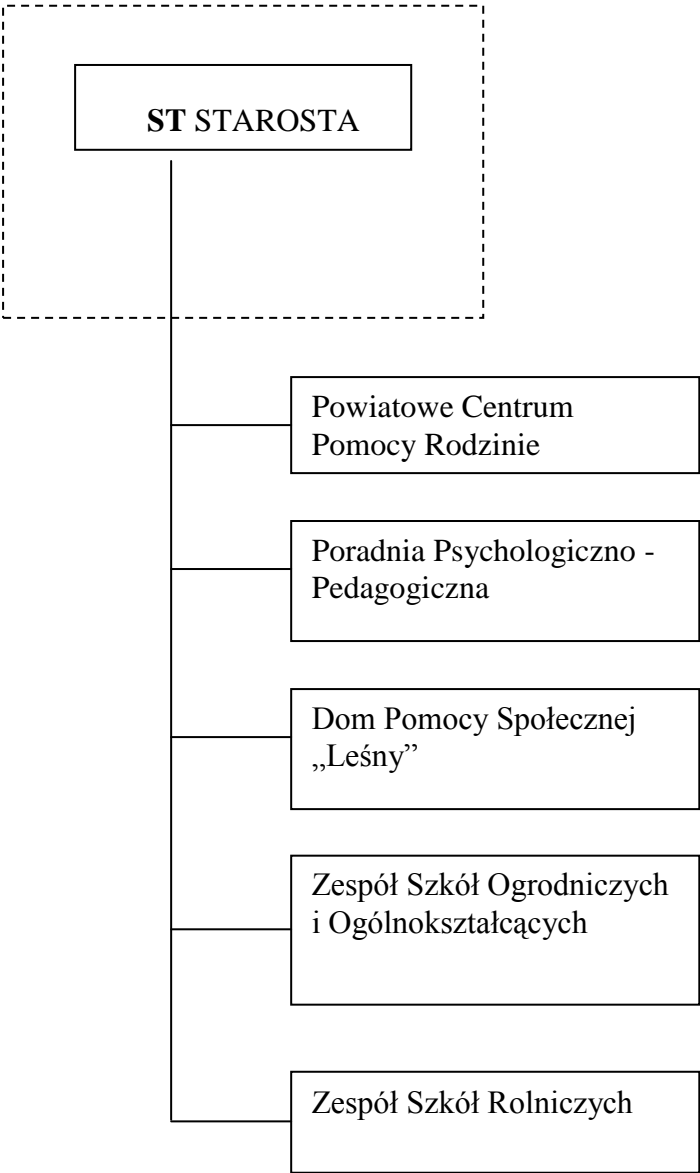 ST STAROSTA
Powiatowe Centrum
Pomocy Rodzinie
Poradnia Psychologiczno -
Pedagogiczna
Dom Pomocy Społecznej
„Leśny”
Zespół Szkół Ogrodniczych
i Ogólnokształcących
Zespół Szkół Rolniczych